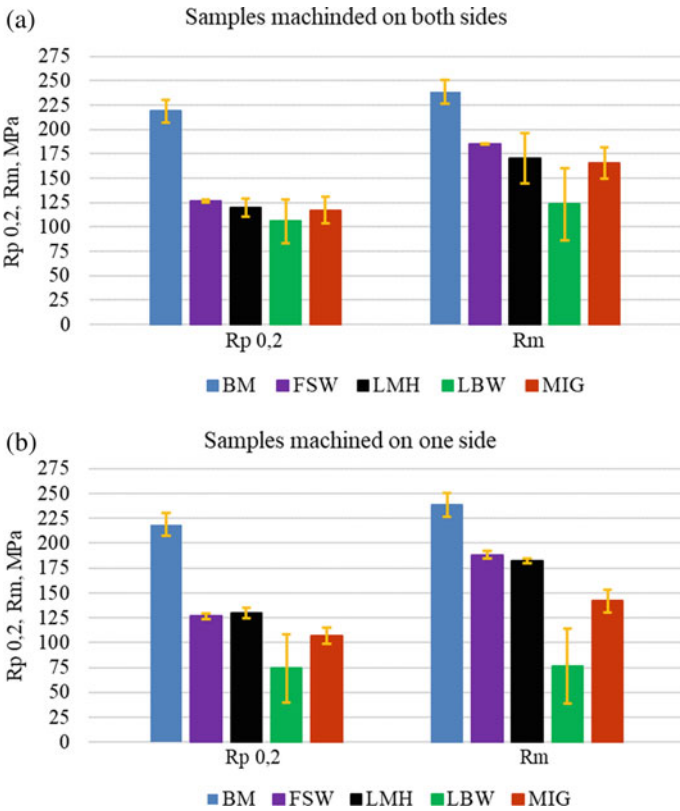 (a)
Samples machinded on both sides
Rp 0,2, Rm, MPa
275
250
225
200
175
150
125
100
75
50
25
0
Rp 0,2
Rm
BM FSW LMH LBW MIG
(b)
Samples machined on one side
Rp 0,2, Rm, MPa
275
250
225
200
175
150
125
100
75
50
25
0
Rp 0,2
Rm
BM FSW LMH LBW MIG